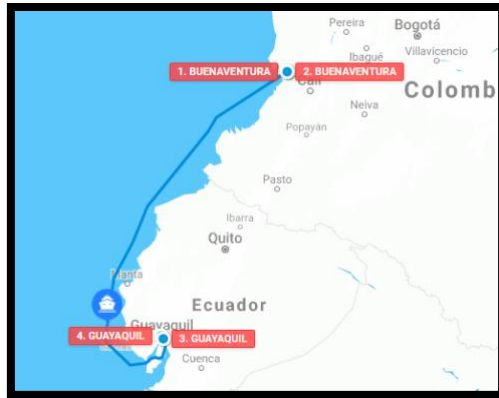 Pereira
Bogotá
Ibagué
Villavicencio
1. BUENAVENTURA
2. BUENAVENTURA
Cali
Colomb
Neiva
Popayán
Pasto
Ibarra
Quito
Manta
Ecuador
Guayaquil
4. GUAYAQUIL
3. GUAYAQUIL
Cuenca